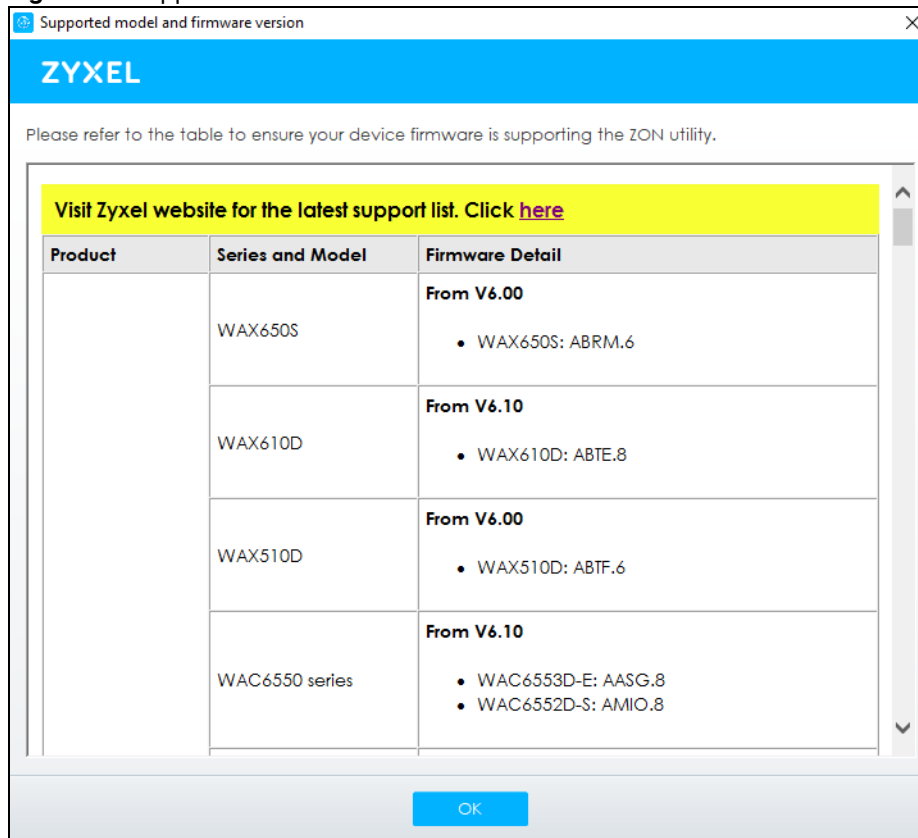 Supported model and firmware version
ZYXEL
Please refer to the table to ensure your device firmware is supporting the ZON utility.
Visit Zyxel website for the latest support list. Click here
Product Series and Model Firmware Detail
WAX650S
From V6.00
• WAX650S: ABRM.6
WAX610D
From V6.10
• WAX610D: ABTE.8
WAX510D
From V6.00
• WAX510D: ABTF.6
WAC6550 series
From V6.10
• WAC6553D-E: AASG.8
• WAC6552D-S: AMIO.8
OK